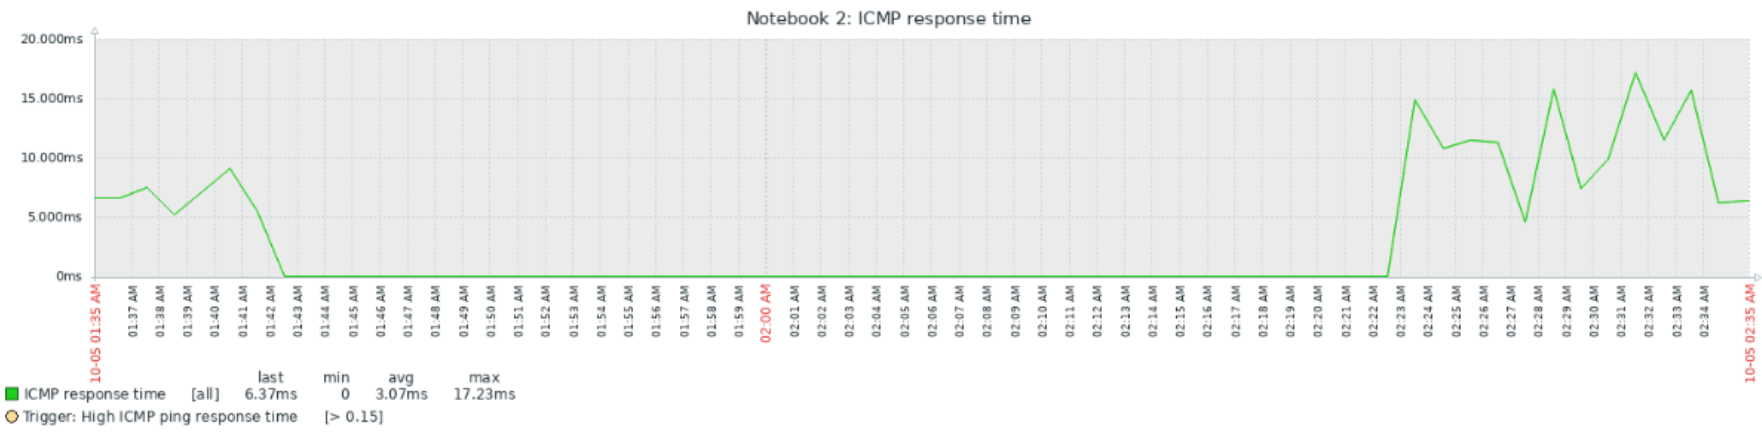 Notebook 2: ICMP response time
20.000ms
15.000ms
10.000ms
5.000ms
0ms
10-05 01:35 AM
01:37 AM
01:38 AM
01:39 AM
01:40 AM
01:41 AM
01:42 AM
01:43 AM
01:44 AM
01:45 AM
01:46 AM
01:47 AM
01:48 AM
01:49 AM
01:50 AM
01:51 AM
01:52 AM
01:53 AM
01:54 AM
01:55 AM
01:56 AM
01:57 AM
01:58 AM
01:59 AM
02:00 AM
02:01 AM
02:02 AM
02:03 AM
02:04 AM
02:05 AM
02:06 AM
02:07 AM
02:08 AM
02:09 AM
02:10 AM
02:11 AM
02:12 AM
02:13 AM
02:14 AM
02:15 AM
02:16 AM
02:17 AM
02:18 AM
02:19 AM
02:20 AM
02:21 AM
02:22 AM
02:23 AM
02:24 AM
02:25 AM
02:26 AM
02:27 AM
02:28 AM
02:29 AM
02:30 AM
02:31 AM
02:32 AM
02:33 AM
02:34 AM
10-05 02:35 AM
last min avg max
ICMP response time [all] 6.37ms 0 3.07ms 17.23ms
Trigger: High ICMP ping response time [> 0.15]